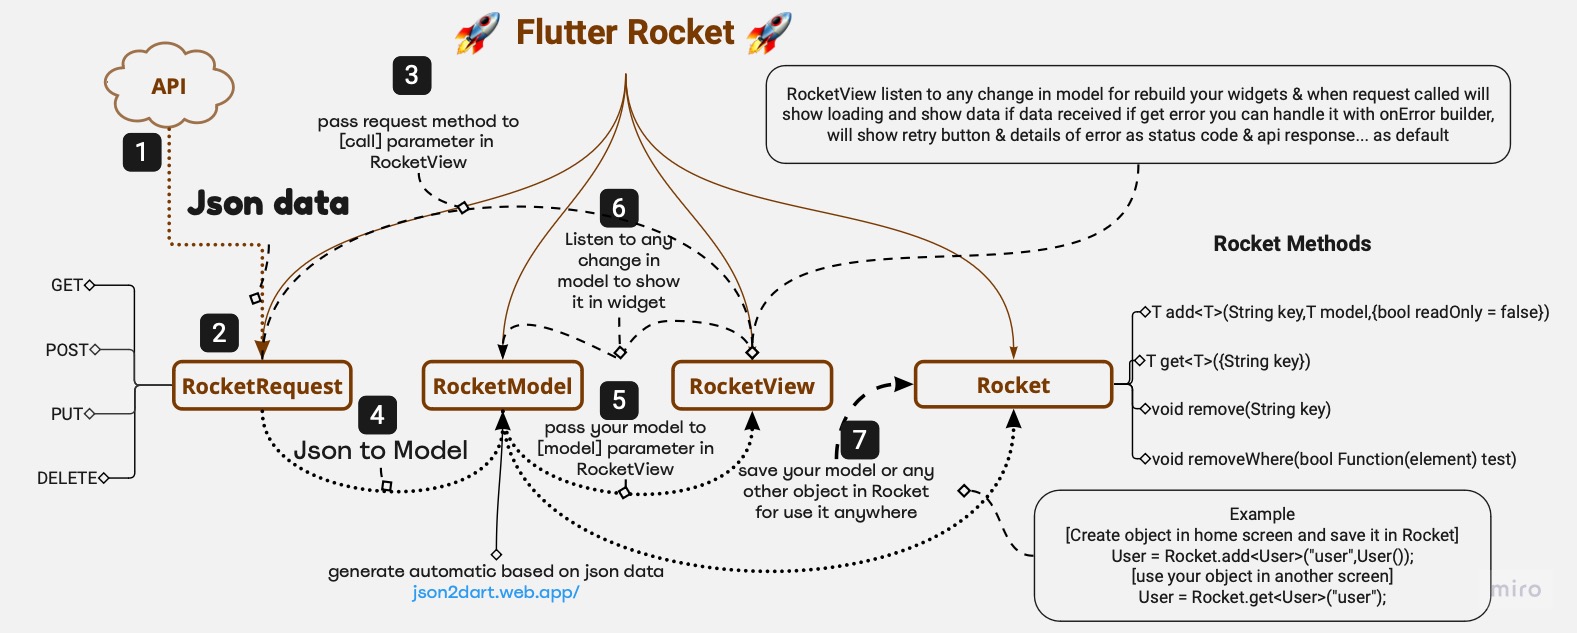 Flutter Rocket
API
1
Json data
3
pass request method to
[call] parameter in
RocketView
RocketView listen to any change in model for rebuild your widgets & when request called will
show loading and show data if data received if get error you can handle it with onError builder,
will show retry button & details of error as status code & api response... as default
6
Listen to any
change in
model to show
it in widget
Rocket Methods
GET
POST
PUT
DELETE
2
RocketRequest
RocketModel
RocketView
Rocket
T add<T>(String key,T model,{bool readOnly = false})
T get<T>({String key})
void remove(String key)
void removeWhere(bool Function(element) test)
4
Json to Model
5
pass your model to
[model] parameter in
RocketView
7
save your model or any
other object in Rocket
for use it anywhere
generate automatic based on json data
json2dart.web.app/
Example
[Create object in home screen and save it in Rocket]
User = Rocket.add<User>("user",User());
[use your object in another screen]
User = Rocket.get<User>("user");
miro